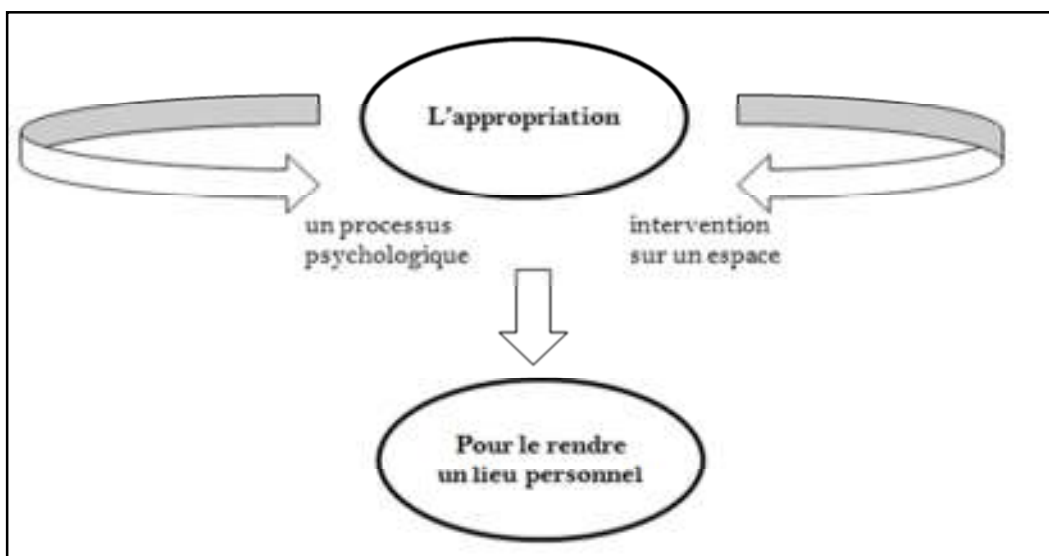 L'appropriation
un processus
psychologique
intervention
sur un espace
Pour le rendre
un lieu personnel